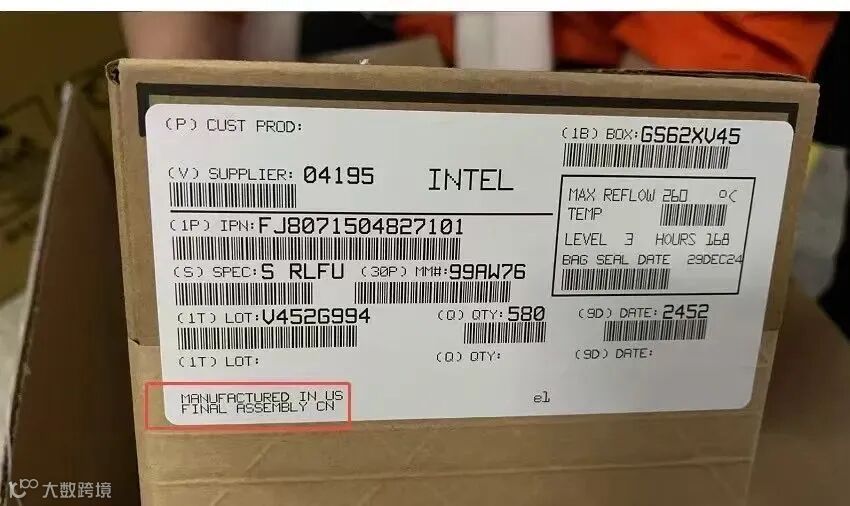 (P) CUST PROD:
(1B) BOX:G562XV45
(V) SUPPLIER: 04195
INTEL
MAX REFLOW 260 °C
TEMP
LEVEL 3 HOURS 168
BAG SEAL DATE 29DEC24
(1P) IPN:FJ8071504827101
(S) SPEC:S RLFU (30P) MM#:99AW76
(1T) LOT:V452G994 (Q) QTY:580 (9D) DATE:2452
(1T) LOT: (Q) QTY: (9D) DATE:
MANUFACTURED IN US
FINAL ASSEMBLY CN
e1
大数跨境